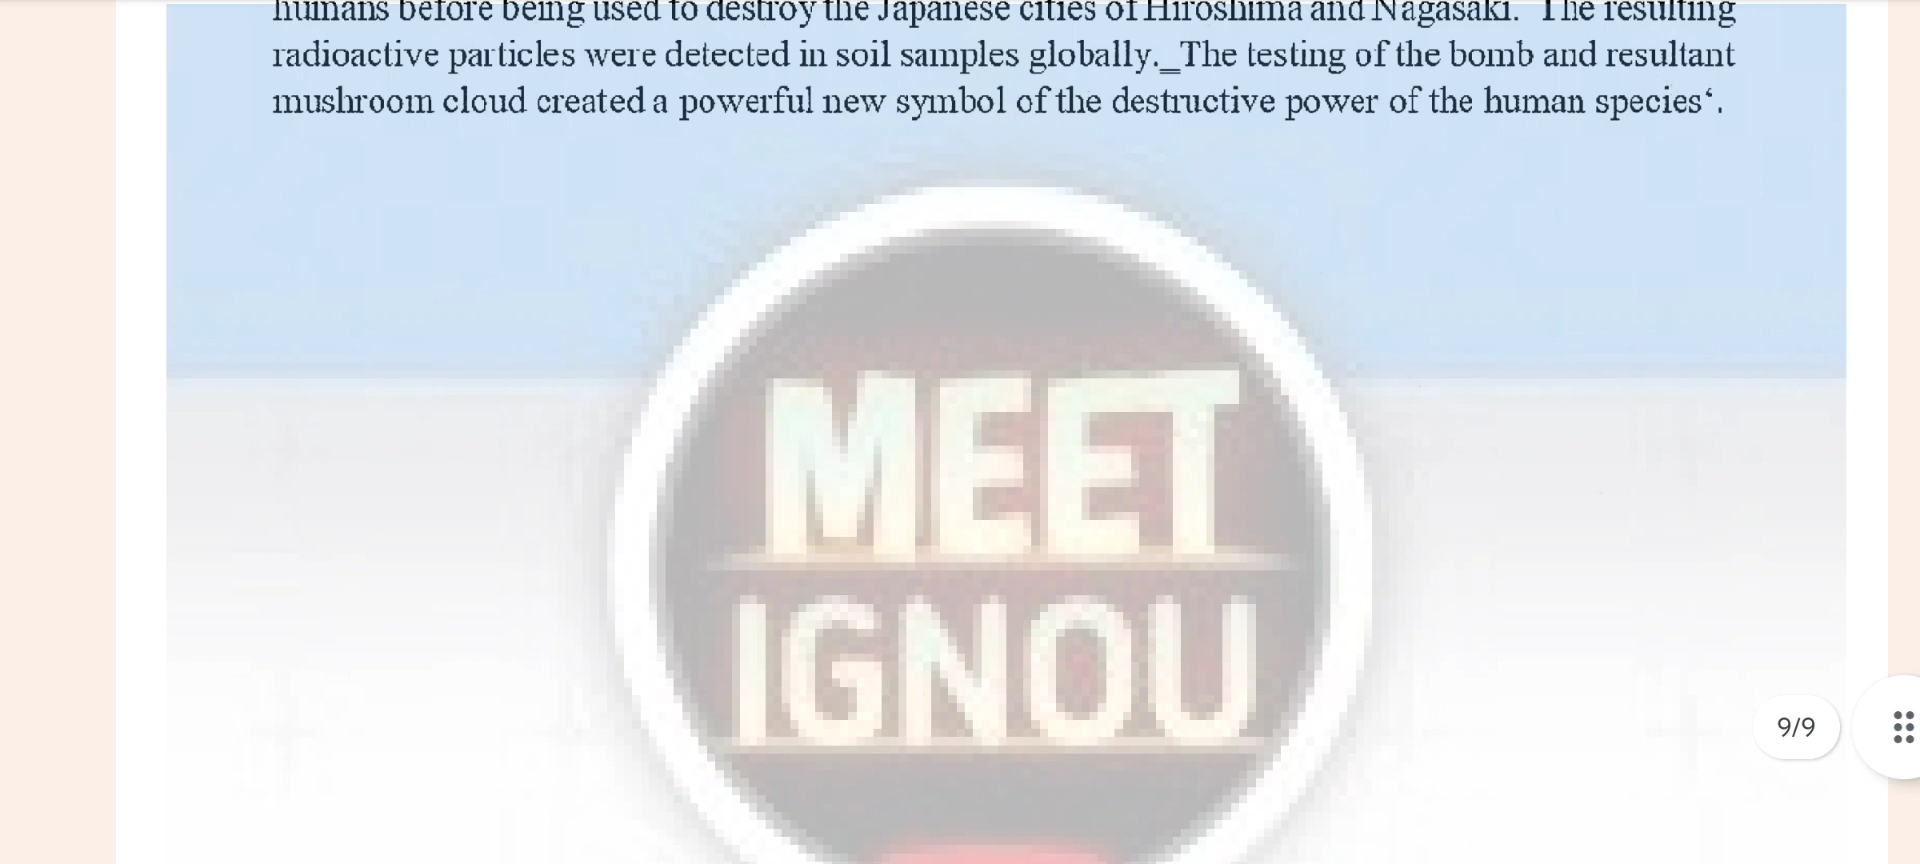 humans before being used to destroy the Japanese cities of Hiroshima and Nagasaki. The resulting
radioactive particles were detected in soil samples globally._The testing of the bomb and resultant
mushroom cloud created a powerful new symbol of the destructive power of the human species‘.
MEET
IGNOU
9/9